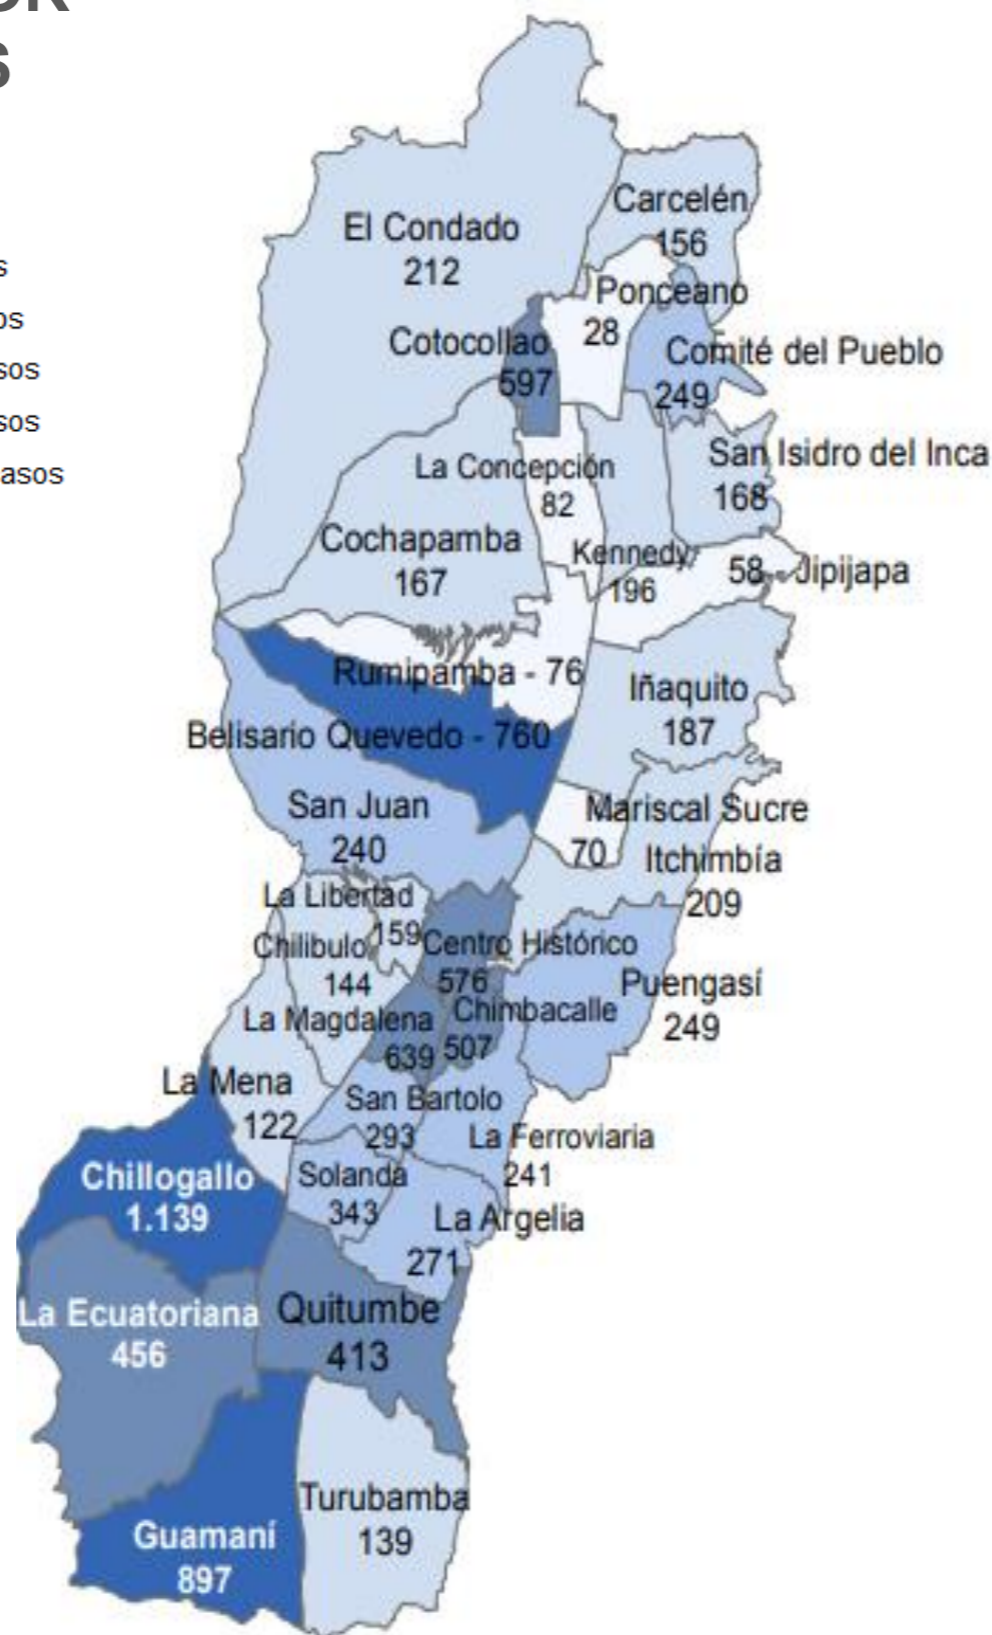 El Condado
212
Carcelén
156
Ponceano
28
Cotocollao
597
Comité del Pueblo
249
La Concepción
82
San Isidro del Inca
168
Cochapamba
167
Kennedy
196
58 - Jipijapa
Rumipamba - 76
Iñaquito
187
Belisario Quevedo - 760
San Juan
240
Mariscal Sucre
70
Itchimbía
209
La Libertad
159
Chilibulo
144
Centro Histórico
576
Puengasí
249
La Magdalena
639
Chimbacalle
507
La Mena
122
San Bartolo
293
La Ferroviaria
241
Chillogallo
1.139
Solanda
343
La Argelia
271
La Ecuatoriana
456
Quitumbe
413
Turubamba
139
Guamaní
897